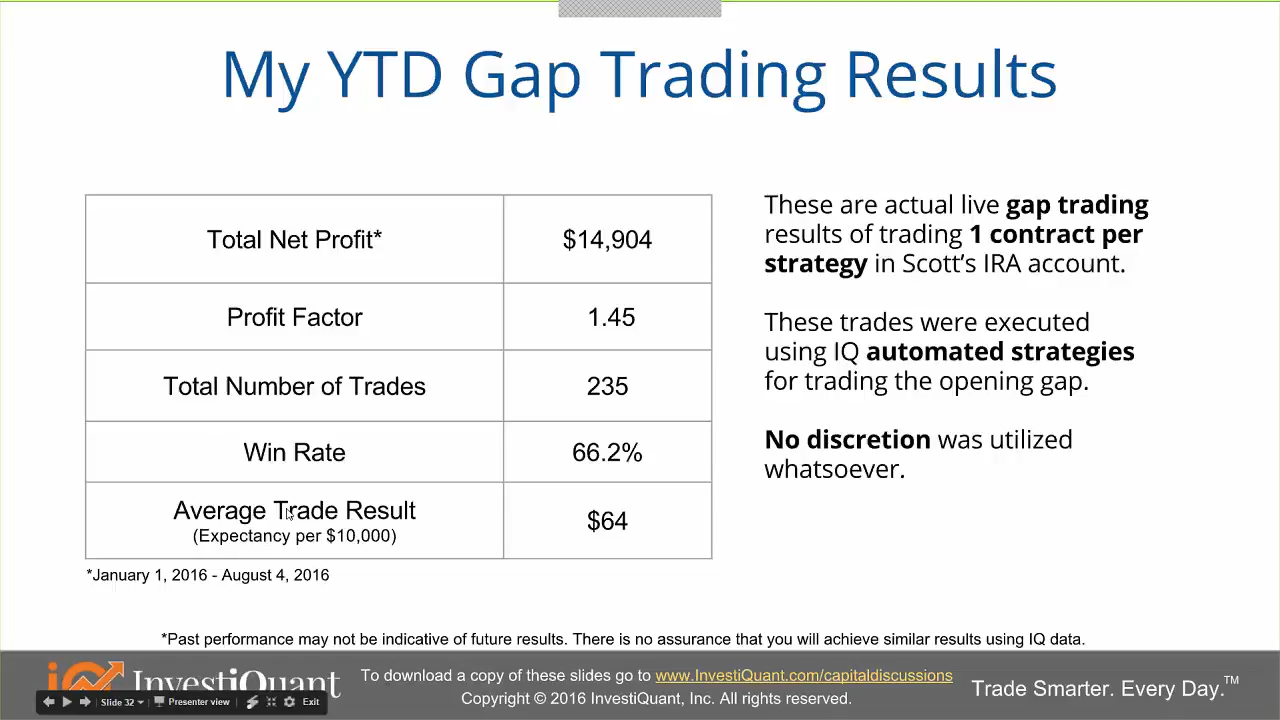 My YTD Gap Trading Results
Total Net Profit* $14,904
Profit Factor 1.45
Total Number of Trades 235
Win Rate 66.2%
Average Trade Result
(Expectancy per $10,000) $64
*January 1, 2016 - August 4, 2016
These are actual live gap trading
results of trading 1 contract per
strategy in Scott's IRA account.
These trades were executed
using IQ automated strategies
for trading the opening gap.
No discretion was utilized
whatsoever.
*Past performance may not be indicative of future results. There is no assurance that you will achieve similar results using IQ data.
InvestiQuant
To download a copy of these slides go to www.InvestiQuant.com/capitaldiscussions
Copyright © 2016 InvestiQuant, Inc. All rights reserved.
Trade Smarter. Every Day.TM
Slide 32 Presenter view Exit